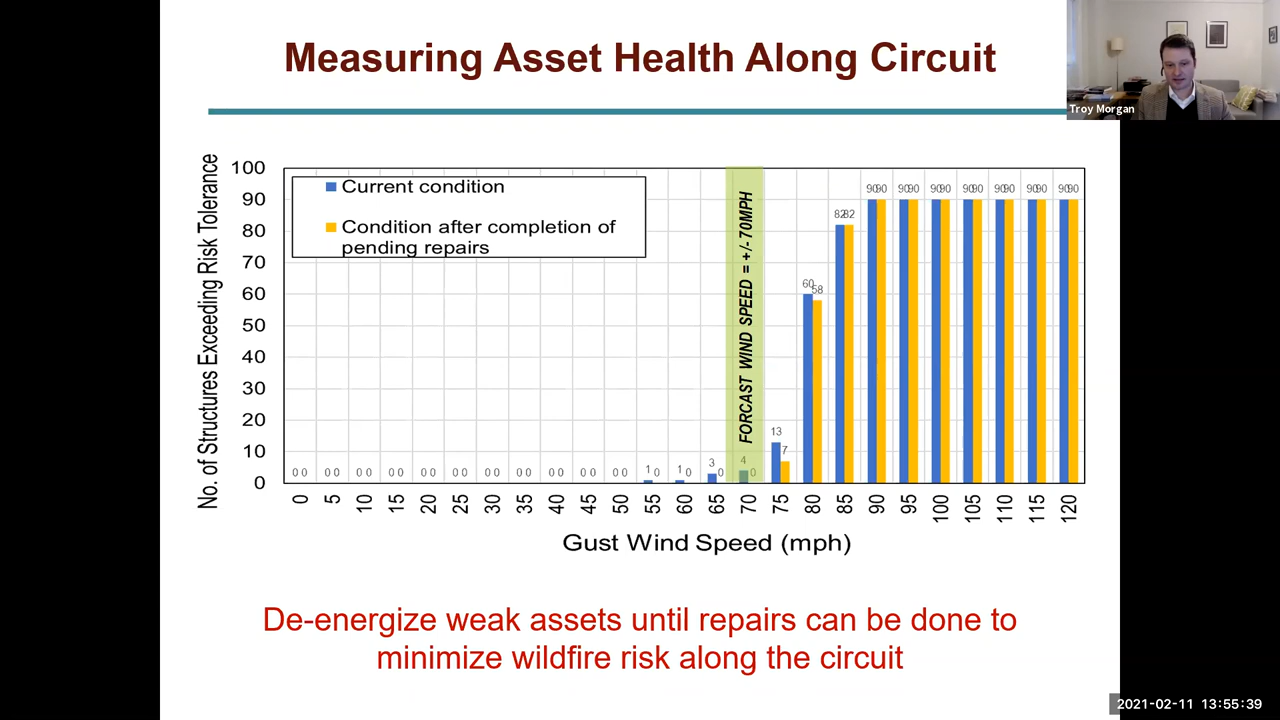 Measuring Asset Health Along Circuit
Troy Morgan
No. of Structures Exceeding Risk Tolerance
100
90
80
70
60
50
40
30
20
10
0
Current condition
Condition after completion of
pending repairs
FORCAST WIND SPEED = +/-70MPH
0 0 0 0 0 0 0 0 0 0 0 0 0 0 0 0 0 0 0 0 0 0 1 0 1 0 3 0 4 0 13 7 60 58 82 82 90 90 90 90 90 90 90 90 90 90 90 90 90 90
0 5 10 15 20 25 30 35 40 45 50 55 60 65 70 75 80 85 90 95 100 105 110 115 120
Gust Wind Speed (mph)
De-energize weak assets until repairs can be done to
minimize wildfire risk along the circuit
2021-02-11 13:55:39